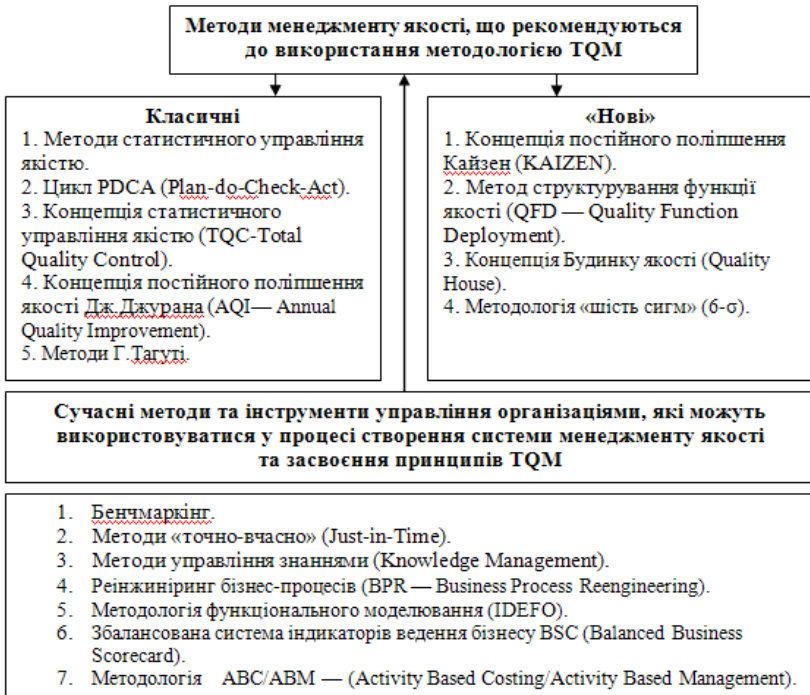 Методи менеджменту якості, що рекомендуються
до використання методологією TQM
Класичні
1. Методи статистичного управління
якістю.
2. Цикл PDCA (Plan-do-Check-Act).
3. Концепція статистичного
управління якістю (TQC-Total
Quality Control).
4. Концепція постійного поліпшення
якості Дж.Джурана (AQI— Annual
Quality Improvement).
5. Методи Г.Тагуті.
«Нові»
1. Концепція постійного поліпшення
Кайзен (KAIZEN).
2. Метод структурування функції
якості (QFD — Quality Function
Deployment).
3. Концепція Будинку якості (Quality
House).
4. Методологія «шість сигм» (6-σ).
Сучасні методи та інструменти управління організаціями, які можуть
використовуватися у процесі створення системи менеджменту якості
та засвоєння принципів TQM
1. Бенчмаркінг.
2. Методи «точно-вчасно» (Just-in-Time).
3. Методи управління знаннями (Knowledge Management).
4. Реінжиніринг бізнес-процесів (BPR — Business Process Reengineering).
5. Методологія функціонального моделювання (IDEFO).
6. Збалансована система індикаторів ведення бізнесу BSC (Balanced Business
Scorecard).
7. Методологія ABC/ABM — (Activity Based Costing/Activity Based Management).